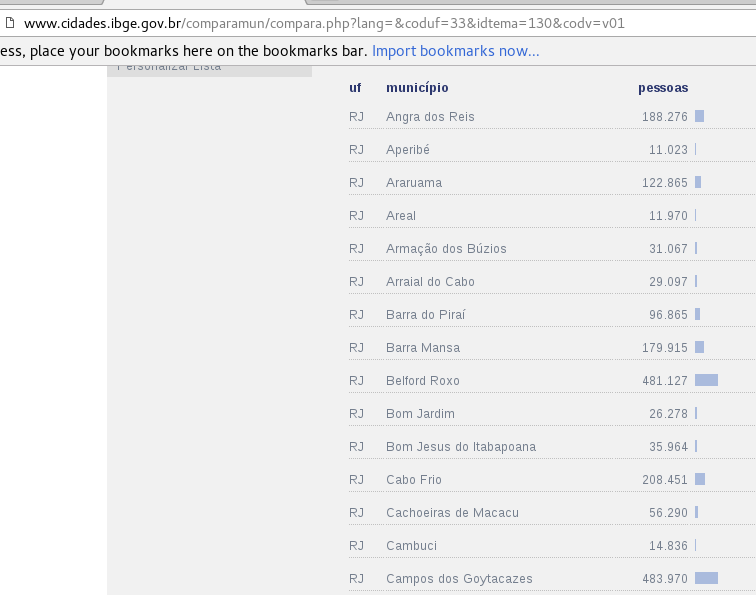 www.cidades.ibge.gov.br/comparamun/compara.php?lang=&coduf=33&idtema=130&codv=v01
ess, place your bookmarks here on the bookmarks bar. Import bookmarks now...
Personalizar Lista
uf município pessoas
RJ Angra dos Reis 188.276
RJ Aperibé 11.023
RJ Araruama 122.865
RJ Areal 11.970
RJ Armação dos Búzios 31.067
RJ Arraial do Cabo 29.097
RJ Barra do Piraí 96.865
RJ Barra Mansa 179.915
RJ Belford Roxo 481.127
RJ Bom Jardim 26.278
RJ Bom Jesus do Itabapoana 35.964
RJ Cabo Frio 208.451
RJ Cachoeiras de Macacu 56.290
RJ Cambuci 14.836
RJ Campos dos Goytacazes 483.970